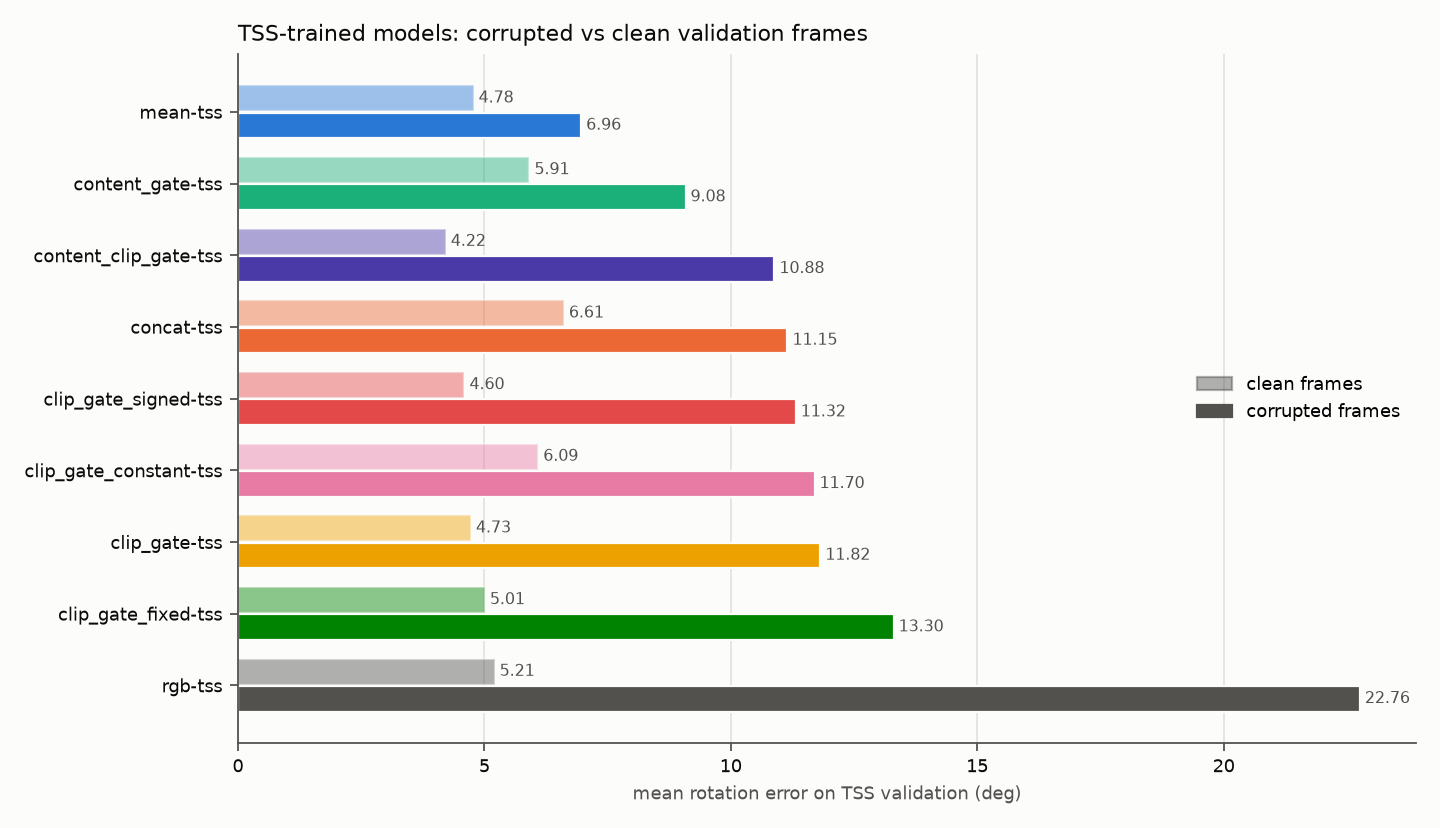 TSS-trained models: corrupted vs clean validation frames
mean-tss
4.78
6.96
content_gate-tss
5.91
9.08
content_clip_gate-tss
4.22
10.88
concat-tss
6.61
11.15
clip_gate_signed-tss
4.60
11.32
clip_gate_constant-tss
6.09
11.70
clip_gate-tss
4.73
11.82
clip_gate_fixed-tss
5.01
13.30
rgb-tss
5.21
22.76
clean frames
corrupted frames
0 5 10 15 20
mean rotation error on TSS validation (deg)